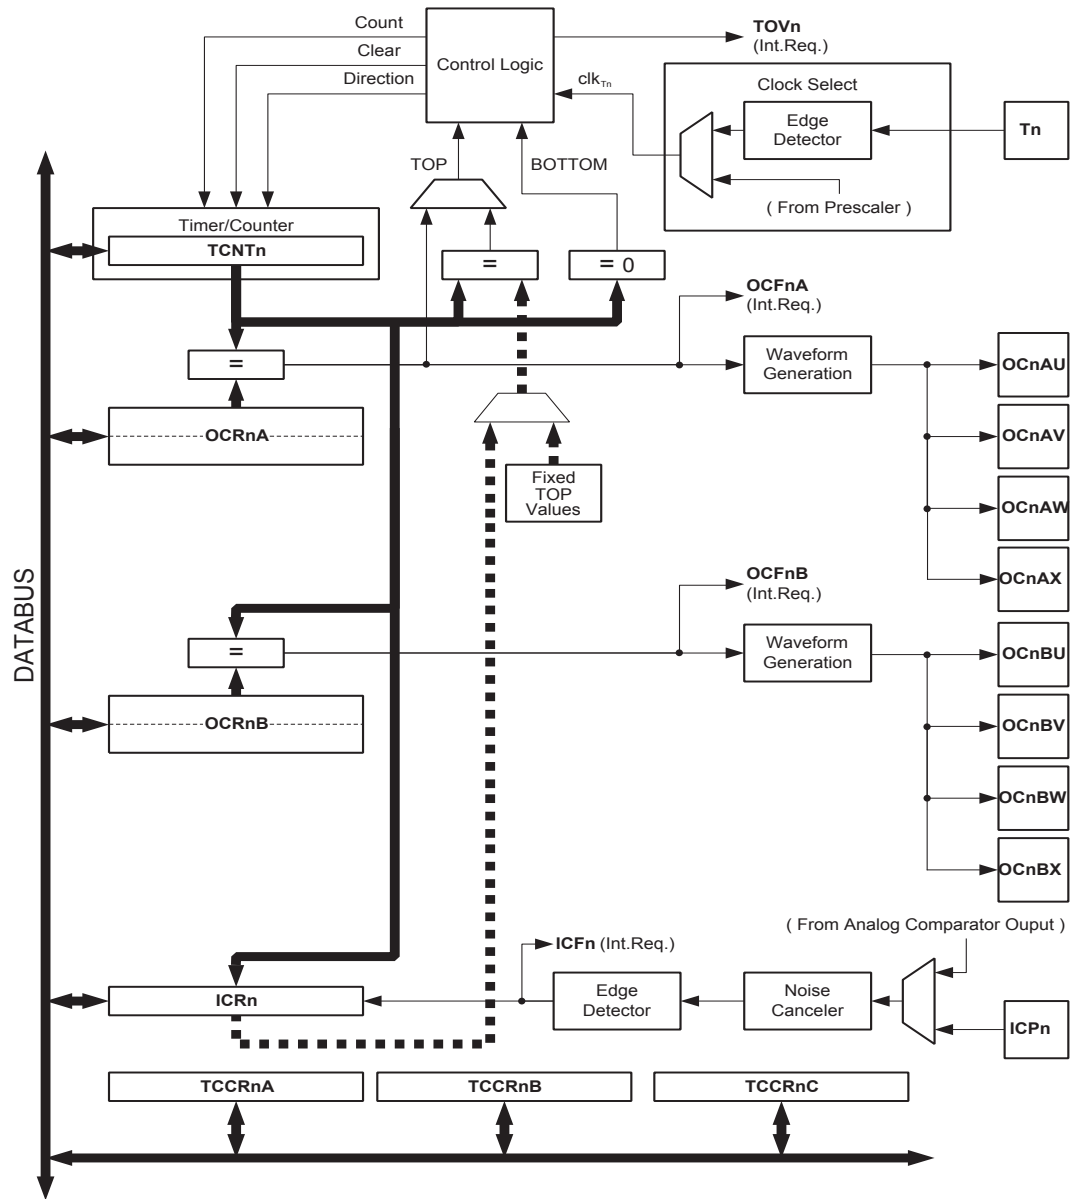 Count
Clear
Direction
Control Logic
TOVn
(Int.Req.)
clkTn
Clock Select
Edge
Detector
Tn
( From Prescaler )
TOP
BOTTOM
Timer/Counter
TCNTn
=
= 0
OCFnA
(Int.Req.)
=
Waveform
Generation
OCnAU
OCRnA
OCnAV
Fixed
TOP
Values
OCnAW
OCnAX
DATABUS
OCFnB
(Int.Req.)
=
Waveform
Generation
OCnBU
OCRnB
OCnBV
OCnBW
OCnBX
( From Analog Comparator Ouput )
ICFn (Int.Req.)
ICRn
Edge
Detector
Noise
Canceler
ICPn
TCCRnA
TCCRnB
TCCRnC